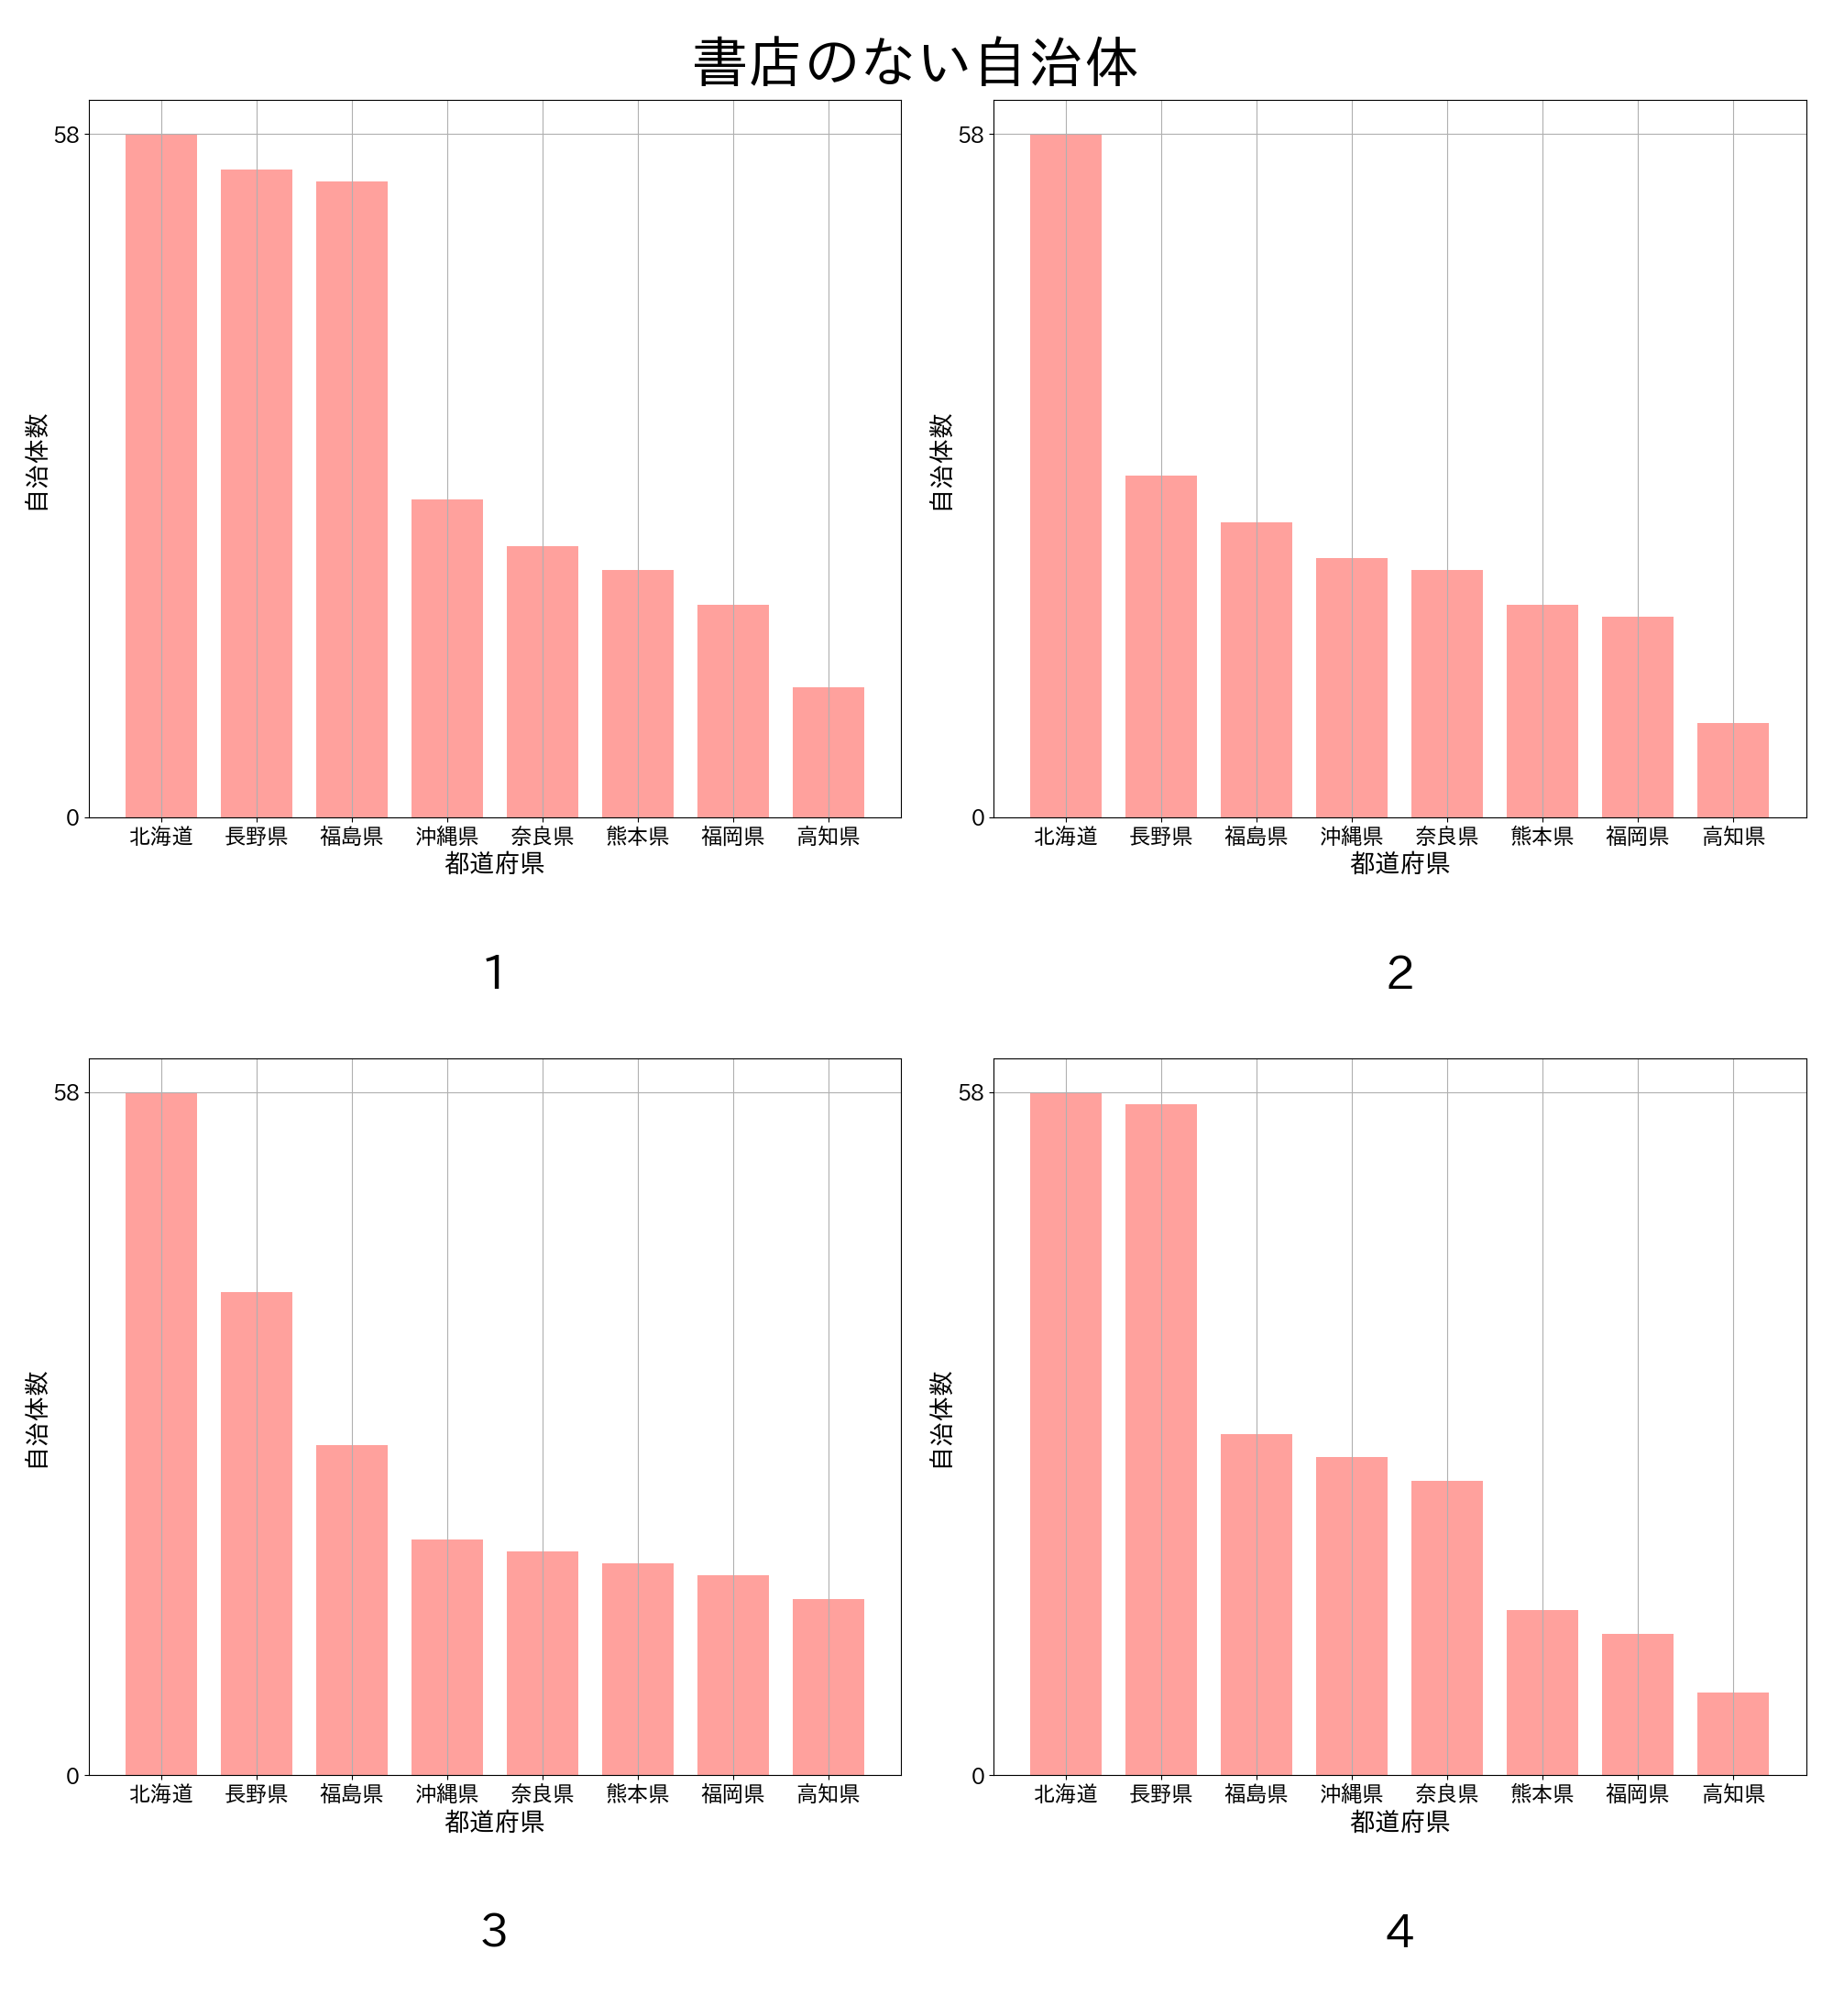 書店のない自治体
58
0
自治体数
北海道 長野県 福島県 沖縄県 奈良県 熊本県 福岡県 高知県
都道府県
1
58
0
自治体数
北海道 長野県 福島県 沖縄県 奈良県 熊本県 福岡県 高知県
都道府県
2
58
0
自治体数
北海道 長野県 福島県 沖縄県 奈良県 熊本県 福岡県 高知県
都道府県
3
58
0
自治体数
北海道 長野県 福島県 沖縄県 奈良県 熊本県 福岡県 高知県
都道府県
4